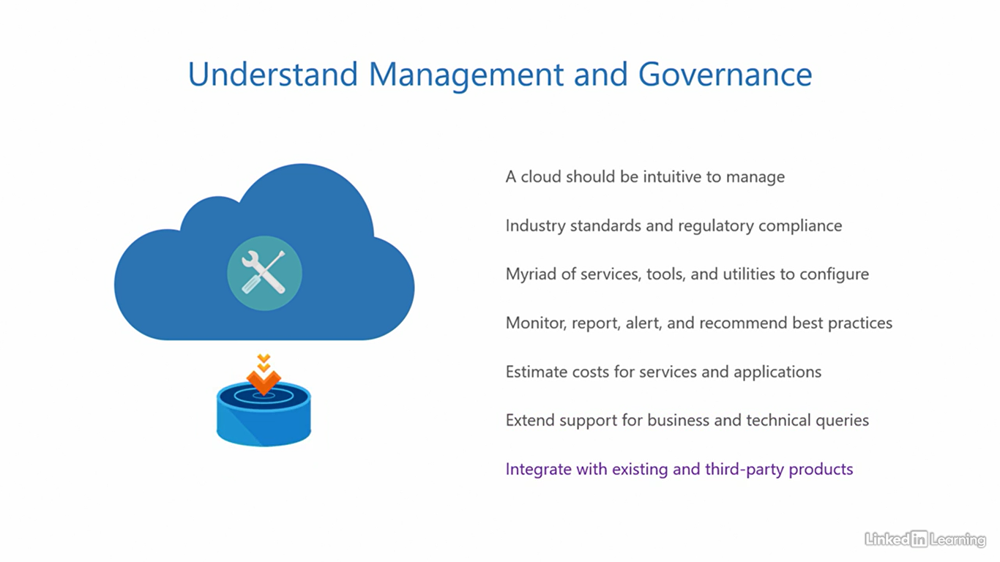 Understand Management and Governance
A cloud should be intuitive to manage
Industry standards and regulatory compliance
Myriad of services, tools, and utilities to configure
Monitor, report, alert, and recommend best practices
Estimate costs for services and applications
Extend support for business and technical queries
Integrate with existing and third-party products
Linked in Learning